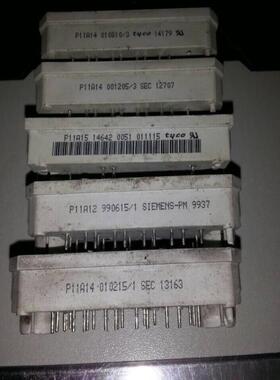 P11A14 010810/3 tyco 14179
P11A14 001205/3 SEC 12707
P11A15 14642 0051 011115 tyco
P11A12 990615/1 SIEMENS-PM 9937
P11A14 010215/1 SEC 13163